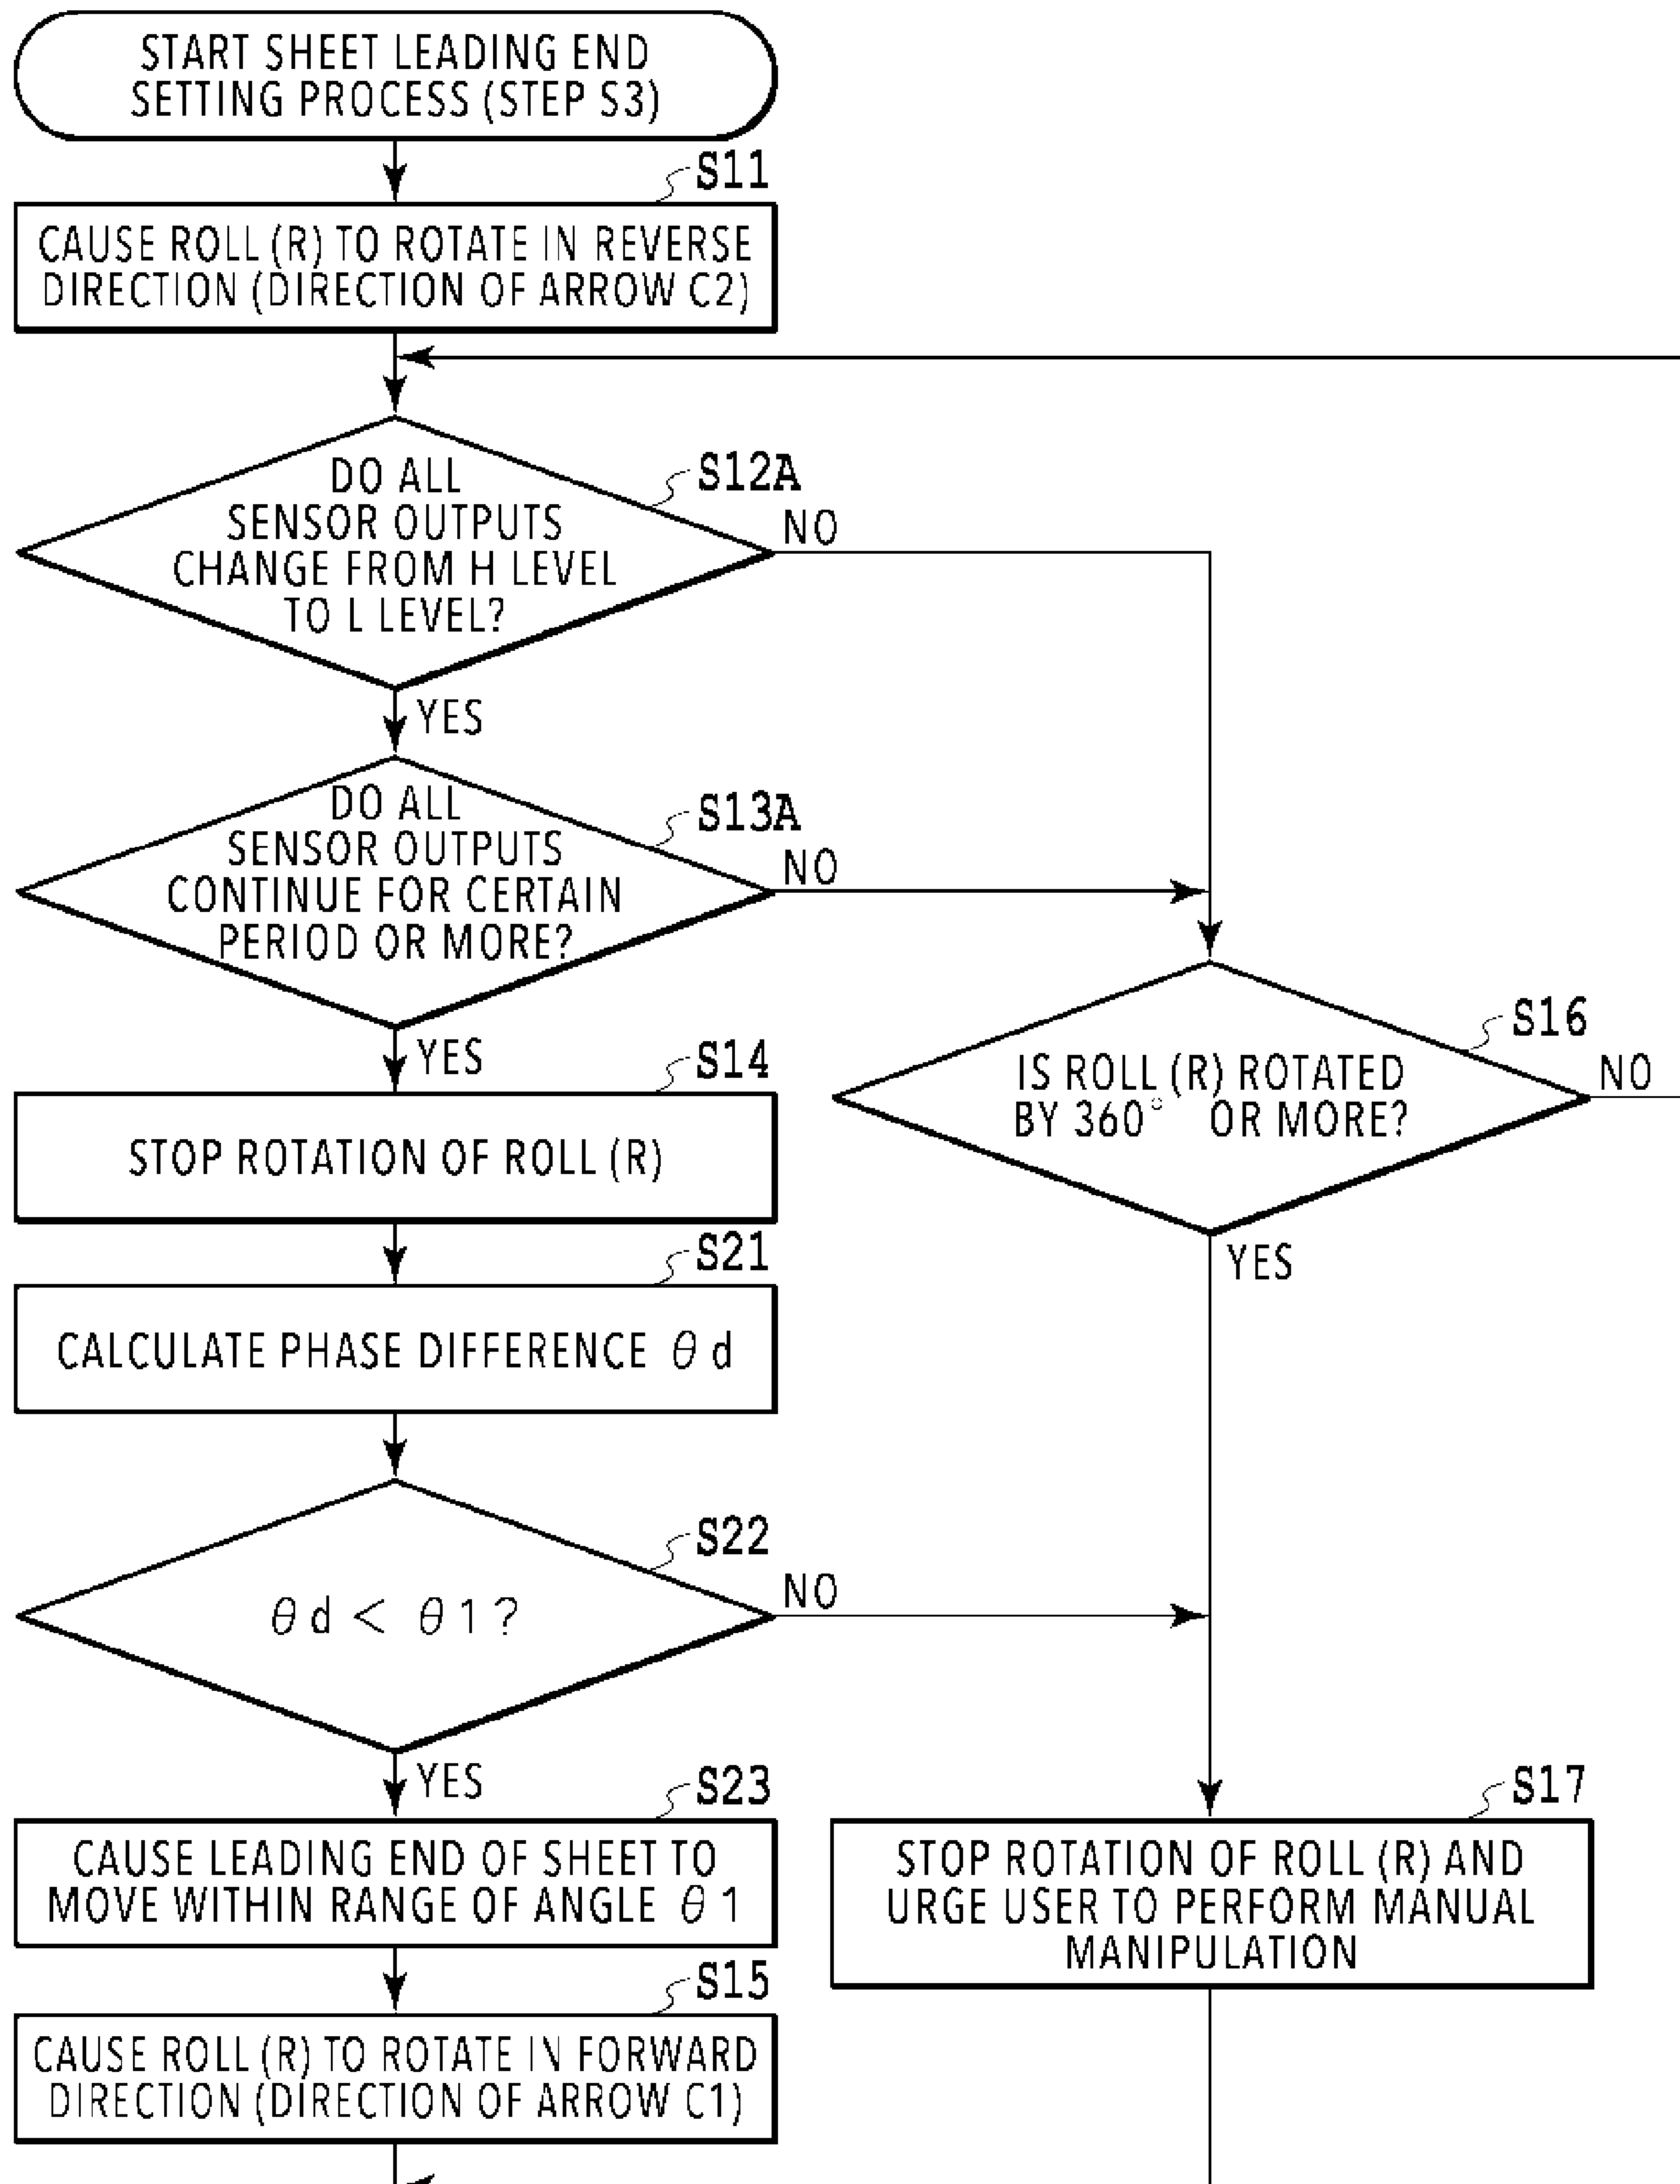 START SHEET LEADING END
SETTING PROCESS (STEP S3)
S11
CAUSE ROLL (R) TO ROTATE IN REVERSE
DIRECTION (DIRECTION OF ARROW C2)
S12A
DO ALL
SENSOR OUTPUTS
CHANGE FROM H LEVEL
TO L LEVEL?
NO
YES
S13A
DO ALL
SENSOR OUTPUTS
CONTINUE FOR CERTAIN
PERIOD OR MORE?
NO
YES
S16
IS ROLL (R) ROTATED
BY 360° OR MORE?
NO
YES
S14
STOP ROTATION OF ROLL (R)
S21
CALCULATE PHASE DIFFERENCE θd
S22
θd < θ1?
NO
YES
S23
CAUSE LEADING END OF SHEET TO
MOVE WITHIN RANGE OF ANGLE θ1
S17
STOP ROTATION OF ROLL (R) AND
URGE USER TO PERFORM MANUAL
MANIPULATION
S15
CAUSE ROLL (R) TO ROTATE IN FORWARD
DIRECTION (DIRECTION OF ARROW C1)